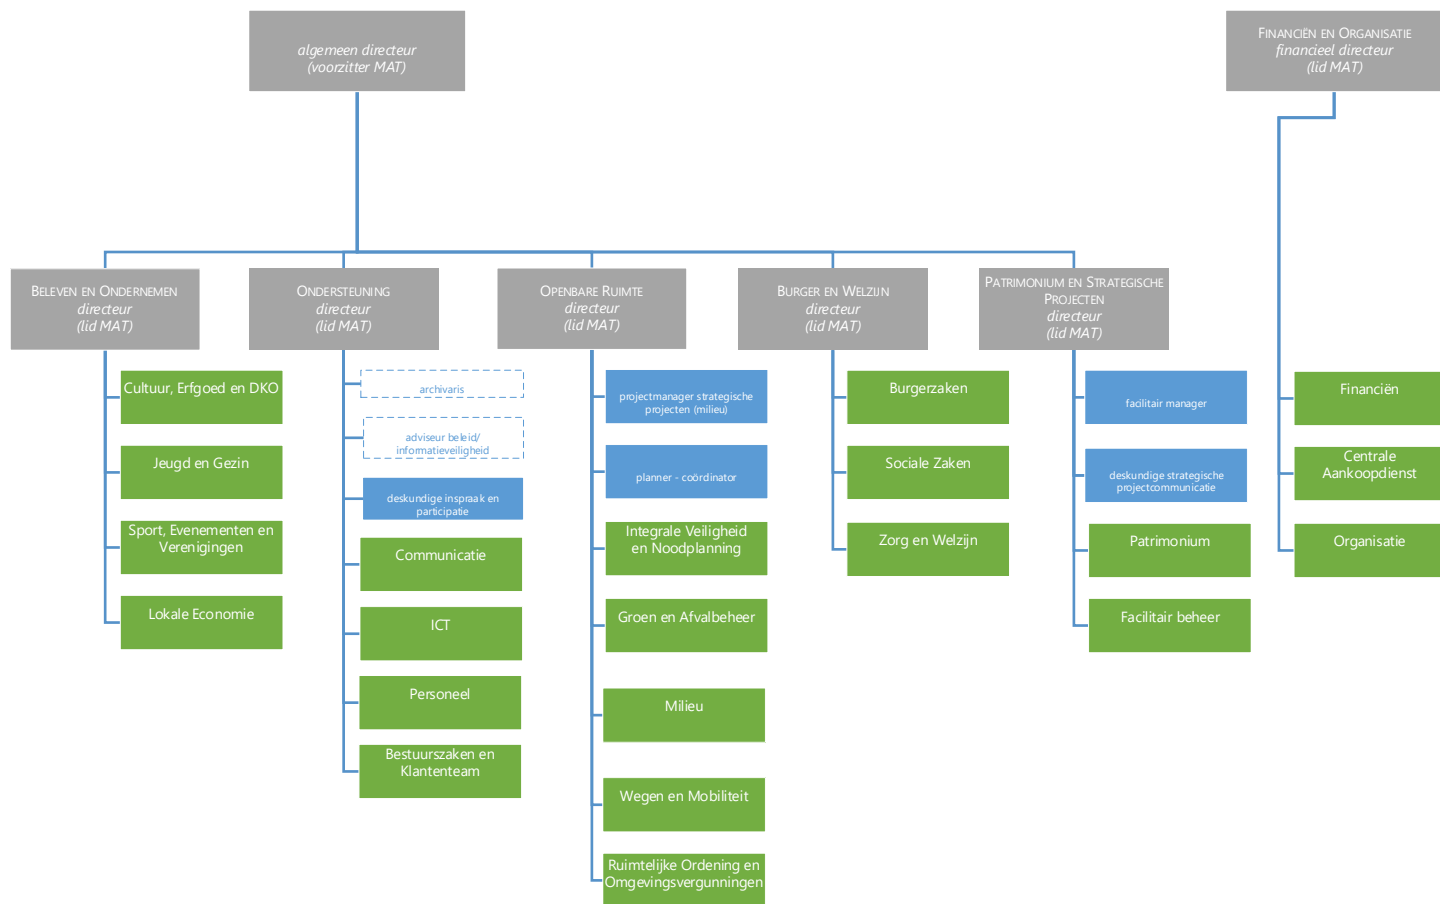 algemeen directeur
(voorzitter MAT)
FINANCIËN EN ORGANISATIE
financieel directeur
(lid MAT)
BELEVEN EN ONDERNEMEN
directeur
(lid MAT)
ONDERSTEUNING
directeur
(lid MAT)
OPENBARE RUIMTE
directeur
(lid MAT)
BURGER EN WELZIJN
directeur
(lid MAT)
PATRIMONIUM EN STRATEGISCHE
PROJECTEN
directeur
(lid MAT)
Cultuur, Erfgoed en DKO
Jeugd en Gezin
Sport, Evenementen en
Verenigingen
Lokale Economie
archivaris
adviseur beleid/
informatieveiligheid
deskundige inspraak en
participatie
Communicatie
ICT
Personeel
Bestuurszaken en
Klantenteam
projectmanager strategische
projecten (milieu)
planner - coördinator
Integrale Veiligheid
en Noodplanning
Groen en Afvalbeheer
Milieu
Wegen en Mobiliteit
Ruimtelijke Ordening en
Omgevingsvergunningen
Burgerzaken
Sociale Zaken
Zorg en Welzijn
facilitair manager
deskundige strategische
projectcommunicatie
Patrimonium
Facilitair beheer
Financiën
Centrale
Aankoopdienst
Organisatie